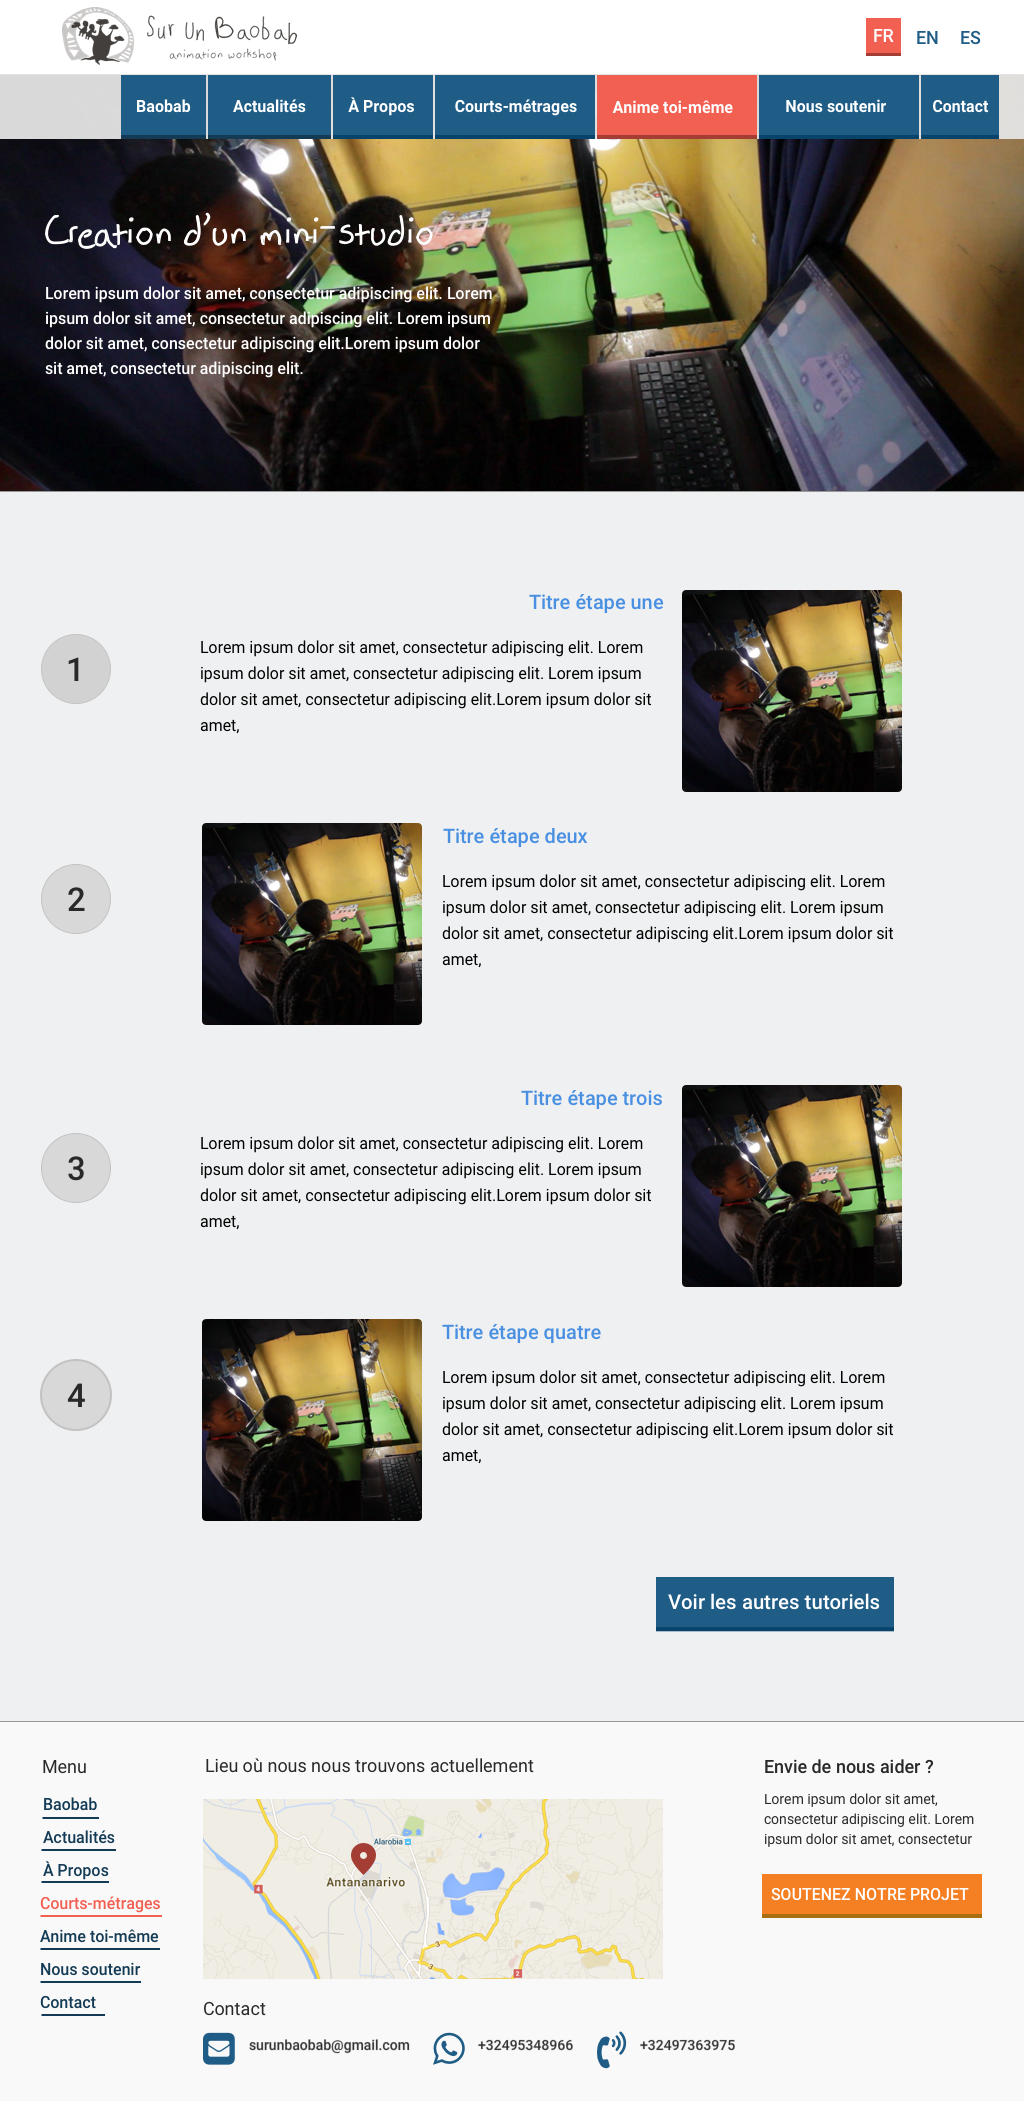 Sur Un Baobab
animation workshop
FR EN ES
Baobab Actualités À Propos Courts-métrages Anime toi-même Nous soutenir Contact
Creation d'un mini-studio
Lorem ipsum dolor sit amet, consectetur adipiscing elit. Lorem
ipsum dolor sit amet, consectetur adipiscing elit. Lorem ipsum
dolor sit amet, consectetur adipiscing elit.Lorem ipsum dolor
sit amet, consectetur adipiscing elit.
1
Titre étape une
Lorem ipsum dolor sit amet, consectetur adipiscing elit. Lorem
ipsum dolor sit amet, consectetur adipiscing elit. Lorem ipsum
dolor sit amet, consectetur adipiscing elit.Lorem ipsum dolor sit
amet,
2
Titre étape deux
Lorem ipsum dolor sit amet, consectetur adipiscing elit. Lorem
ipsum dolor sit amet, consectetur adipiscing elit. Lorem ipsum
dolor sit amet, consectetur adipiscing elit.Lorem ipsum dolor sit
amet,
3
Titre étape trois
Lorem ipsum dolor sit amet, consectetur adipiscing elit. Lorem
ipsum dolor sit amet, consectetur adipiscing elit. Lorem ipsum
dolor sit amet, consectetur adipiscing elit.Lorem ipsum dolor sit
amet,
4
Titre étape quatre
Lorem ipsum dolor sit amet, consectetur adipiscing elit. Lorem
ipsum dolor sit amet, consectetur adipiscing elit. Lorem ipsum
dolor sit amet, consectetur adipiscing elit.Lorem ipsum dolor sit
amet,
Voir les autres tutoriels
Menu
Baobab
Actualités
À Propos
Courts-métrages
Anime toi-même
Nous soutenir
Contact
Lieu où nous nous trouvons actuellement
Alarobia
Antananarivo
4
3
3
2
Contact
surunbaobab@gmail.com +32495348966 +32497363975
Envie de nous aider ?
Lorem ipsum dolor sit amet,
consectetur adipiscing elit. Lorem
ipsum dolor sit amet, consectetur
SOUTENEZ NOTRE PROJET